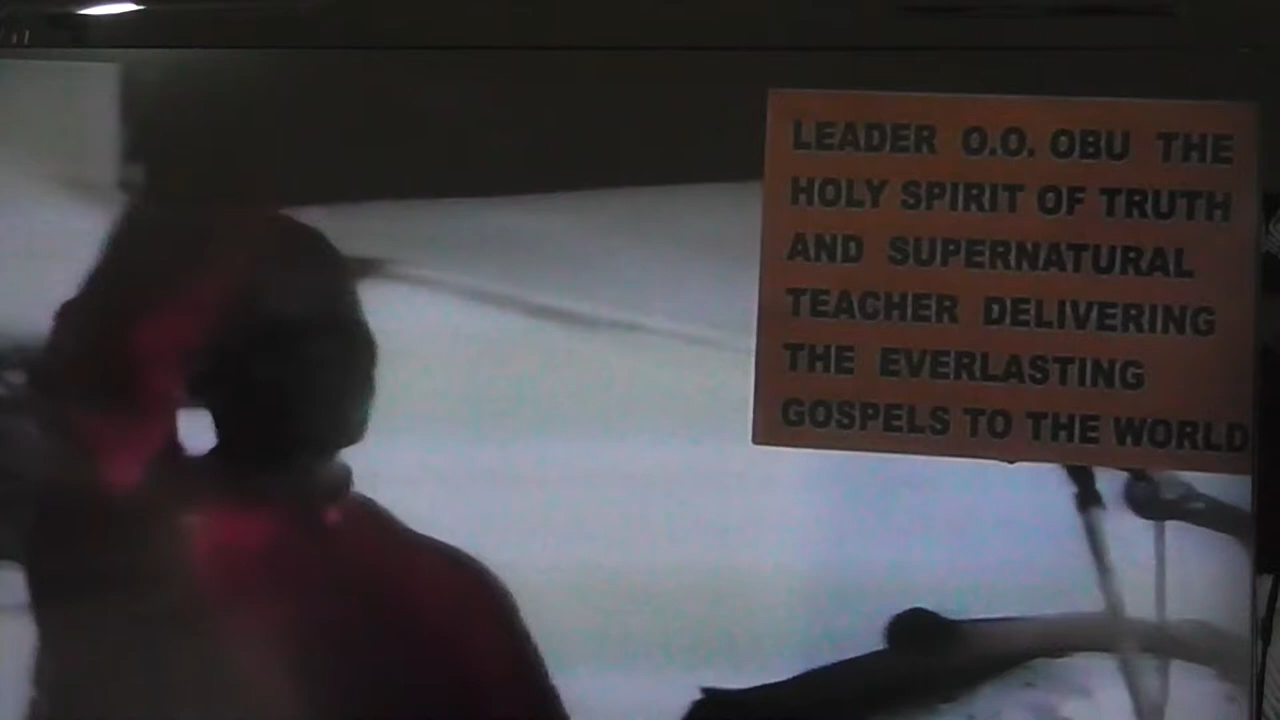 LEADER O.O. OBU THE
HOLY SPIRIT OF TRUTH
AND SUPERNATURAL
TEACHER DELIVERING
THE EVERLASTING
GOSPELS TO THE WORLD